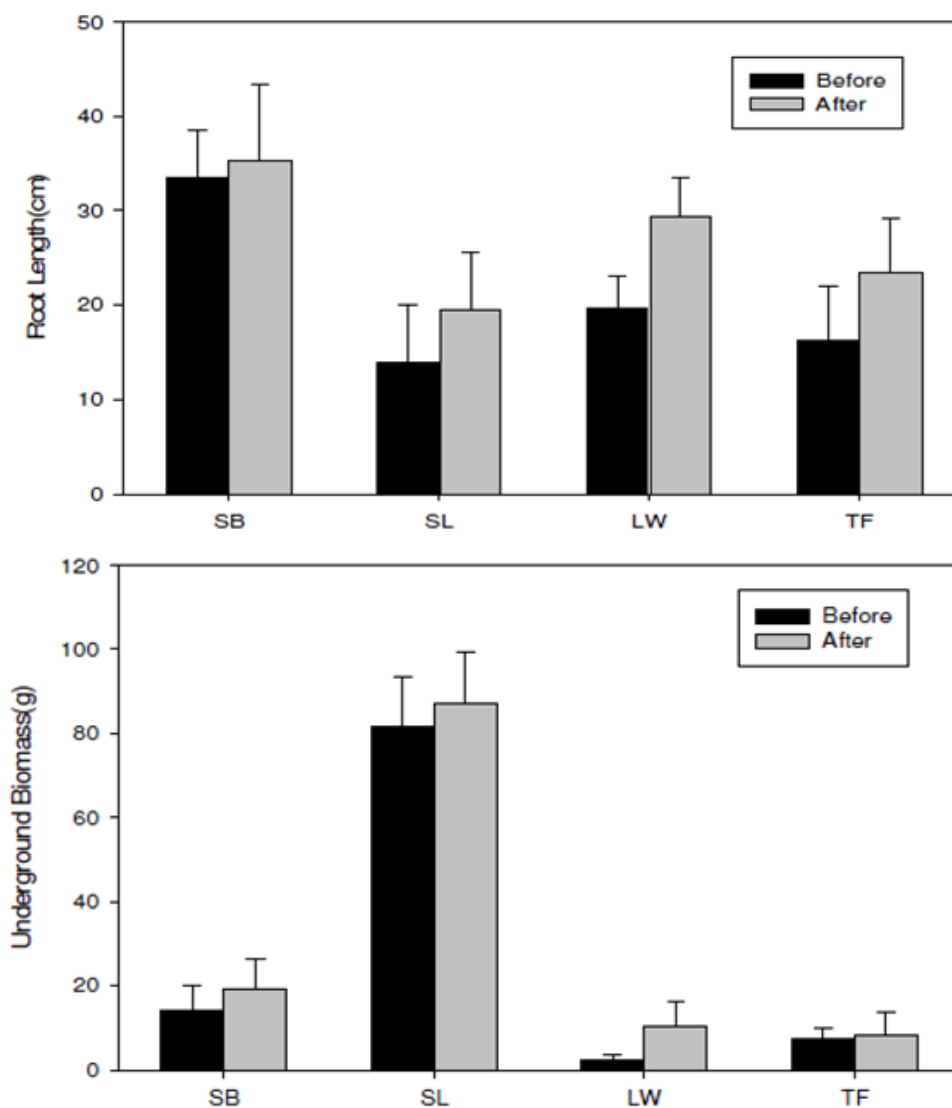 50
40
30
20
10
0
Root Length(cm)
Before
After
SB SL LW TF
120
100
80
60
40
20
0
Underground Biomass(g)
Before
After
SB SL LW TF